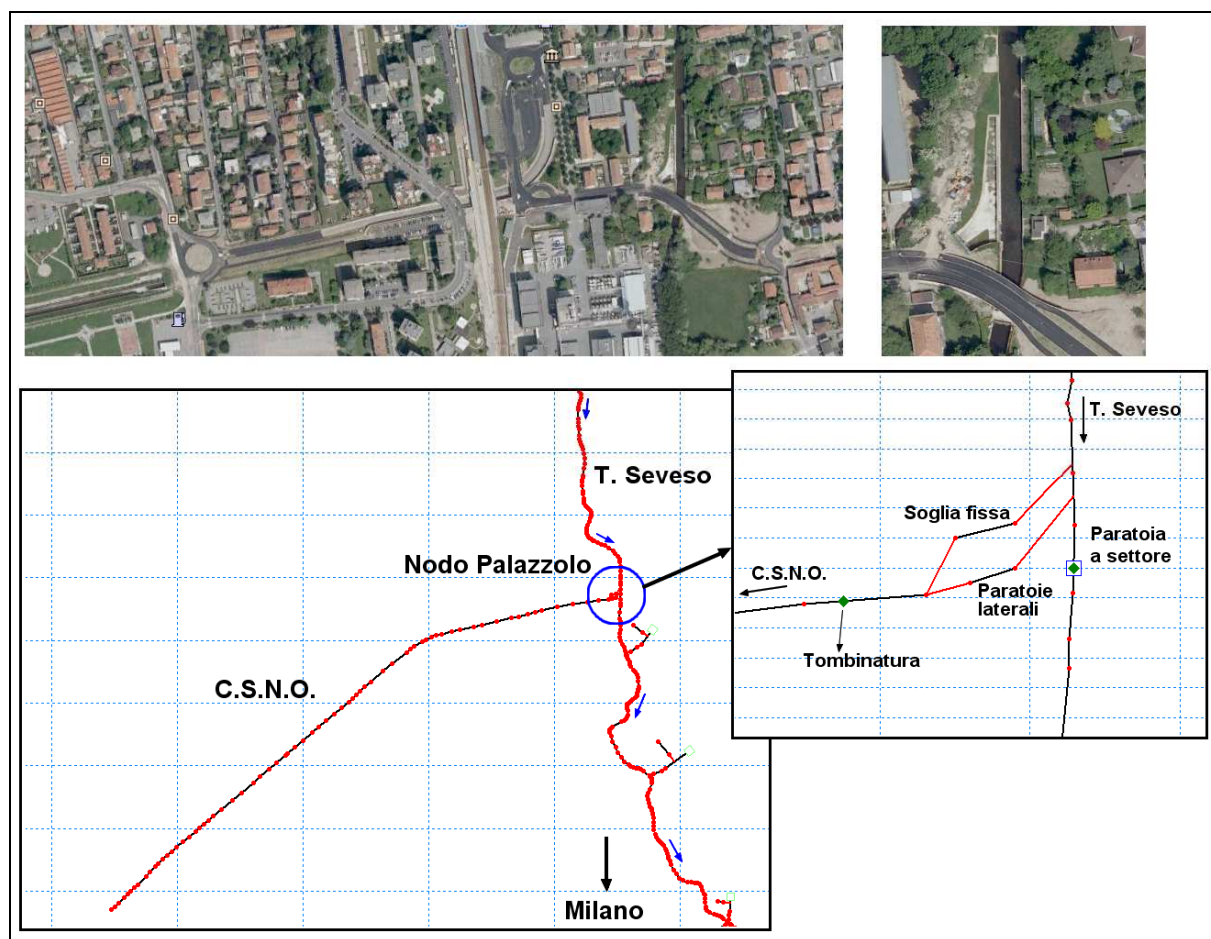 T. Seveso
Nodo Palazzolo
C.S.N.O.
Milano
T. Seveso
Soglia fissa
Paratoia
a settore
C.S.N.O.
Paratoie
laterali
Tombinatura